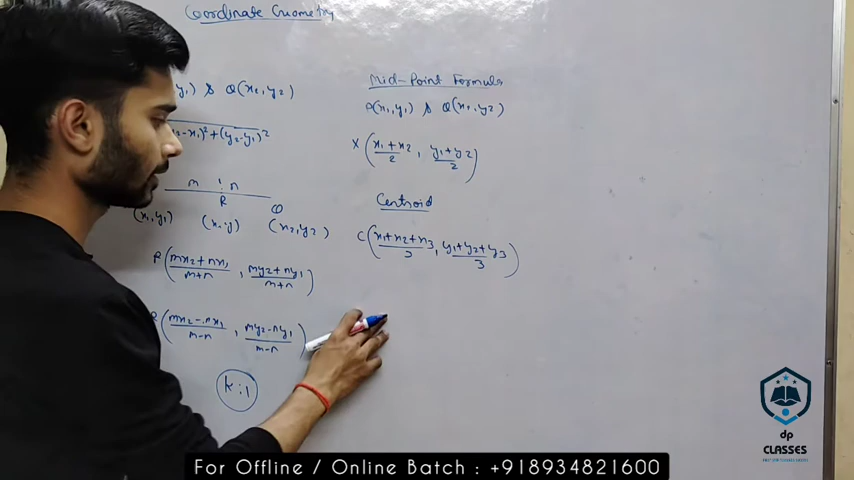 Coordinate Geometry
y₁) & Q(x₂, y₂)
-x₁)² + (y₂-y₁)²
m : n
R
Q
(x₁, y₁) (x, y) (x₂, y₂)
R(mx₂+nx₁/m+n, my₂+ny₁/m+n)
R(mx₂-nx₁/m-n, my₂-ny₁/m-n)
K:1
Mid-Point Formula
P(x₁, y₁) & Q(x₂, y₂)
X(x₁+x₂/2, y₁+y₂/2)
Centroid
C(x₁+x₂+x₃/3, y₁+y₂+y₃/3)
dp
CLASSES
For Offline / Online Batch : +918934821600